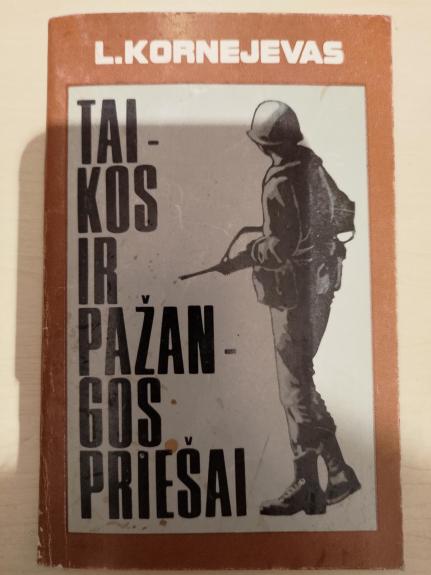 L.KORNEJEVAS
TAI-
KOS
IR
PAŽAN-
GOS
PRIEŠAI